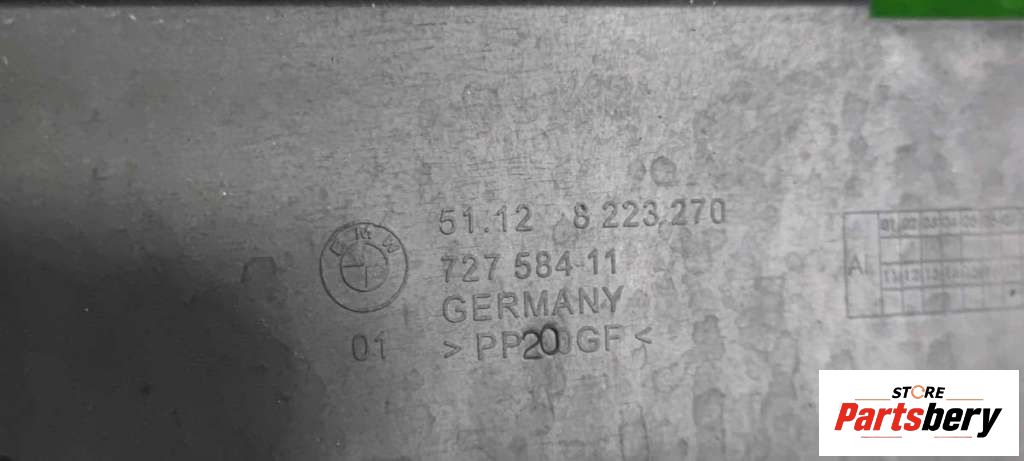 BMW
51.12 8 223.270
727 584-11
GERMANY
01 > PP20GF <
A
STORE
Partsbery